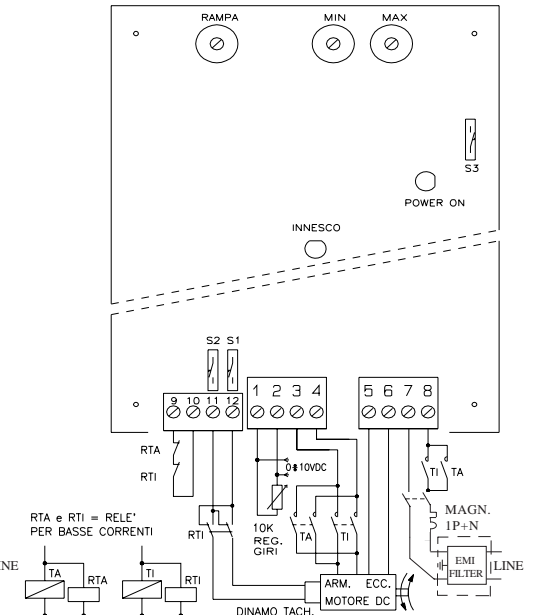 RAMPA
MIN
MAX
S3
POWER ON
INNESCO
S2 S1
9 10 11 12
1 2 3 4
5 6 7 8
RTA
RTI
0÷10VDC
TI TA
RTA e RTI = RELE'
PER BASSE CORRENTI
RTI
10K
REG.
GIRI
TA
TI
MAGN.
1P+N
EMI
FILTER
LINE
NE
TA
RTA
TI
RTI
ARM. ECC.
MOTORE DC
DINAMO TACH.